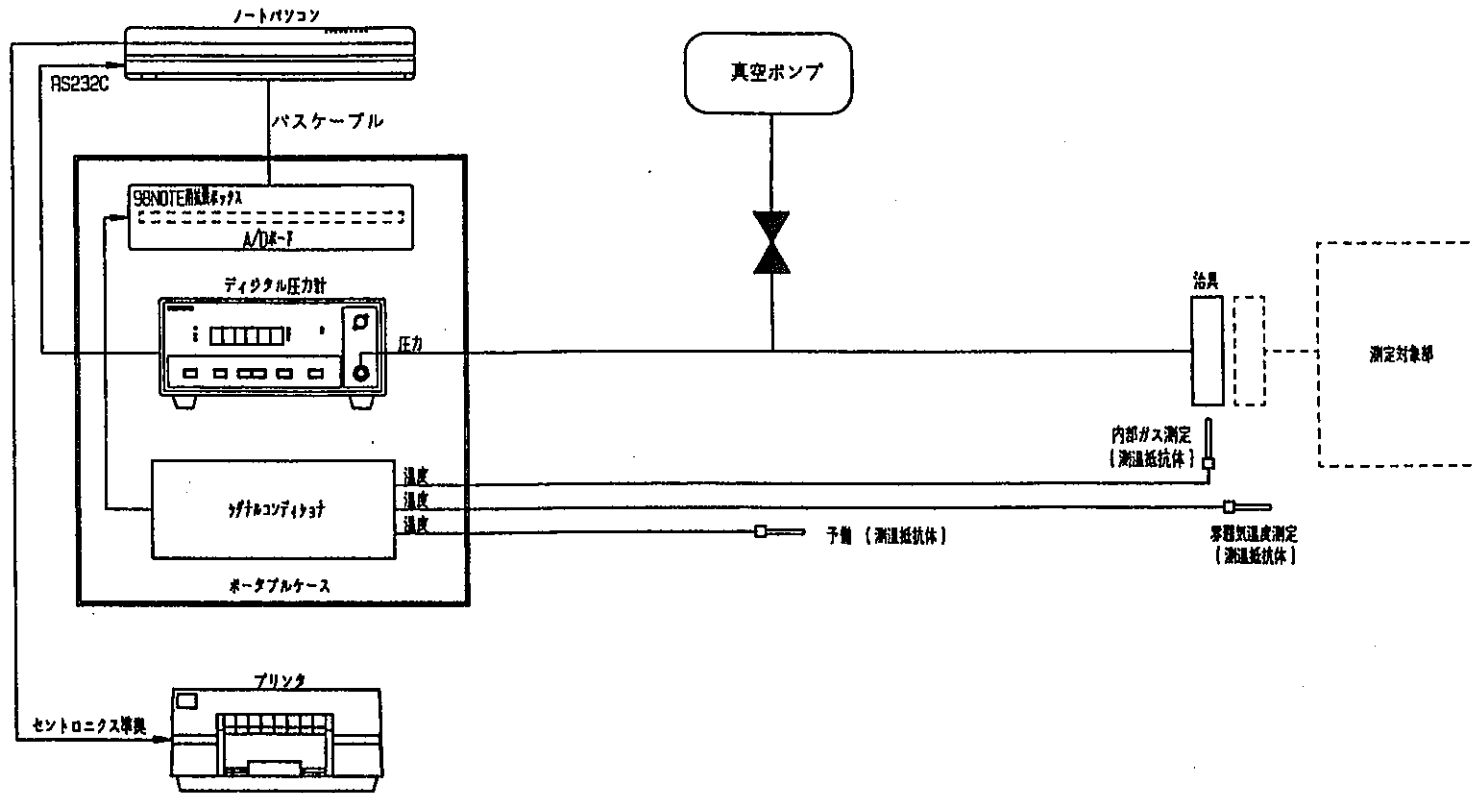 ノートパソコン
RS232C
バスケーブル
真空ポンプ
98NOTE用拡張ボックス
A/Dボード
ディジタル圧力計
圧力
治具
測定対象部
内部ガス測定
(測温抵抗体)
温度
温度
温度
シグナルコンディショナ
予備 (測温抵抗体)
雰囲気温度測定
(測温抵抗体)
ポータブルケース
プリンタ
セントロニクス準拠